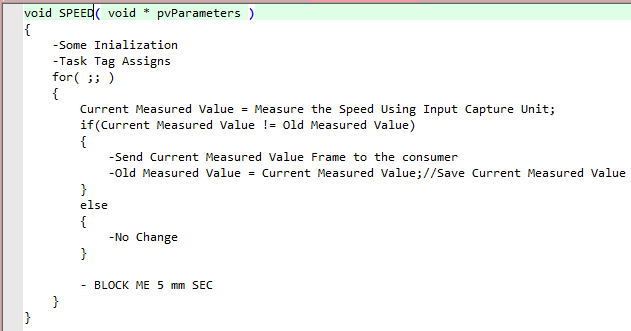 void SPEED( void * pvParameters )
{
-Some Inialization
-Task Tag Assigns
for( ;; )
{
Current Measured Value = Measure the Speed Using Input Capture Unit;
if(Current Measured Value != Old Measured Value)
{
-Send Current Measured Value Frame to the consumer
-Old Measured Value = Current Measured Value;//Save Current Measured Value
}
else
{
-No Change
}
- BLOCK ME 5 mm SEC
}
}